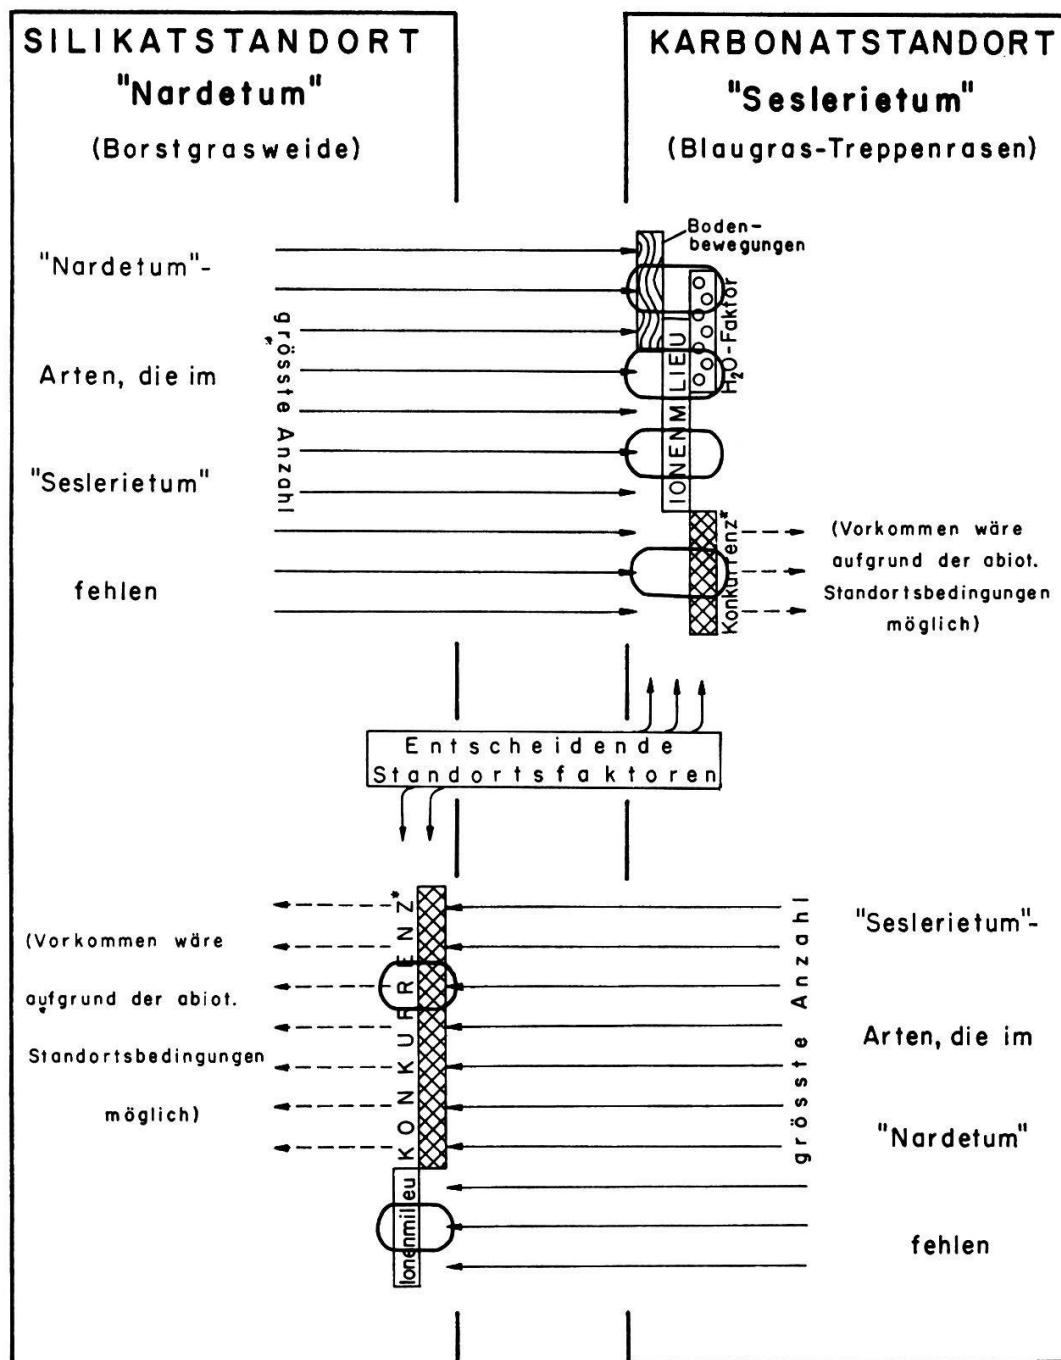 SILIKATSTANDORT
"Nardetum"
(Borstgrasweide)
KARBONATSTANDORT
"Seslerietum"
(Blaugras-Treppenrasen)
"Nardetum"-
Arten, die im
"Seslerietum"
fehlen
grösste Anzahl
*
Boden-
bewegungen
H2O-Faktor
IONENMILIEU
Konkurrenz*
(Vorkommen wäre
aufgrund der abiot.
Standortsbedingungen
möglich)
Entscheidende
Standortsfaktoren
(Vorkommen wäre
aufgrund der abiot.
Standortsbedingungen
möglich)
KONKURRENZ*
Ionenmilieu
grösste Anzahl
"Seslerietum"-
Arten, die im
"Nardetum"
fehlen